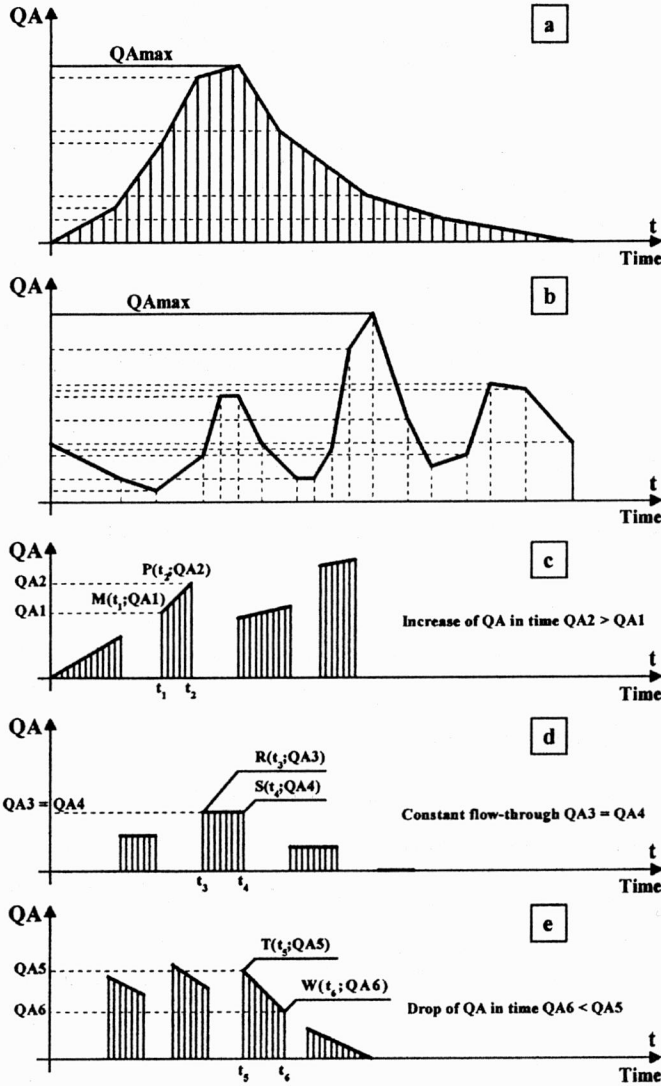 QA
a
QAmax
t
Time
QA
b
QAmax
t
Time
QA
c
P(t2;QA2)
QA2
M(t1;QA1)
QA1
Increase of QA in time QA2 > QA1
t
t1 t2
Time
QA
d
R(t3;QA3)
S(t4;QA4)
QA3 = QA4
Constant flow-through QA3 = QA4
t
t3 t4
Time
QA
e
T(t5;QA5)
QA5
W(t6;QA6)
QA6
Drop of QA in time QA6 < QA5
t
t5 t6
Time